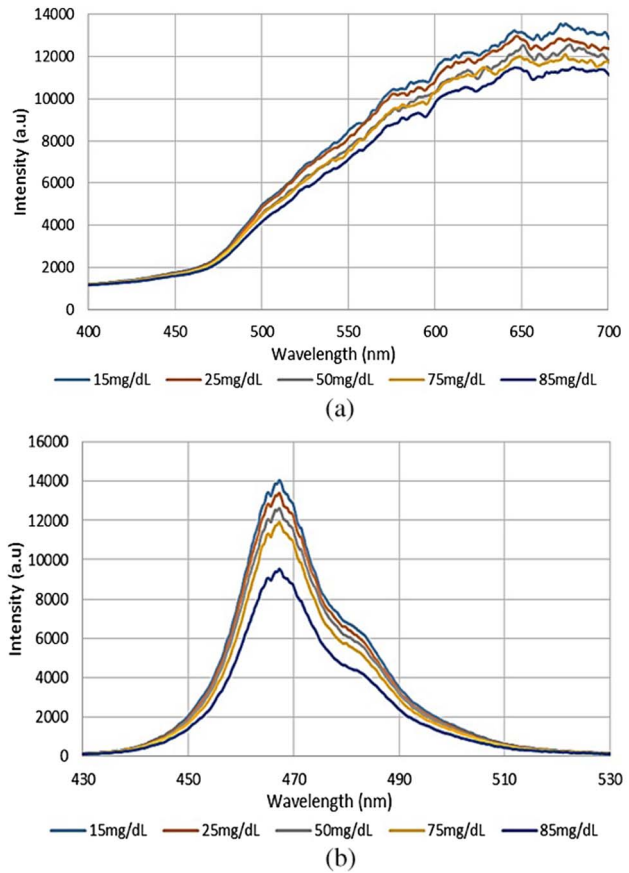 14000
12000
10000
8000
6000
4000
2000
0
Intensity (a.u)
400 450 500 550 600 650 700
Wavelength (nm)
15mg/dL 25mg/dL 50mg/dL 75mg/dL 85mg/dL
(a)
16000
14000
12000
10000
8000
6000
4000
2000
0
Intensity (a.u)
430 450 470 490 510 530
Wavelength (nm)
15mg/dL 25mg/dL 50mg/dL 75mg/dL 85mg/dL
(b)